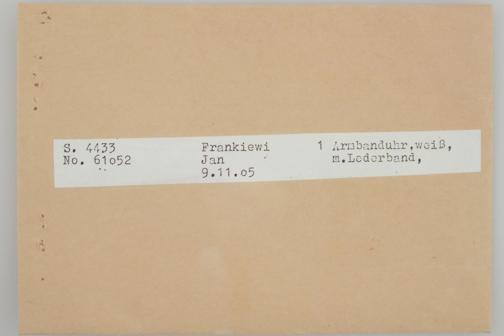 S. 4433 Frankiewi 1 Armbanduhr,weiß,
No. 61o52 Jan m.Lederband,
9.11.o5